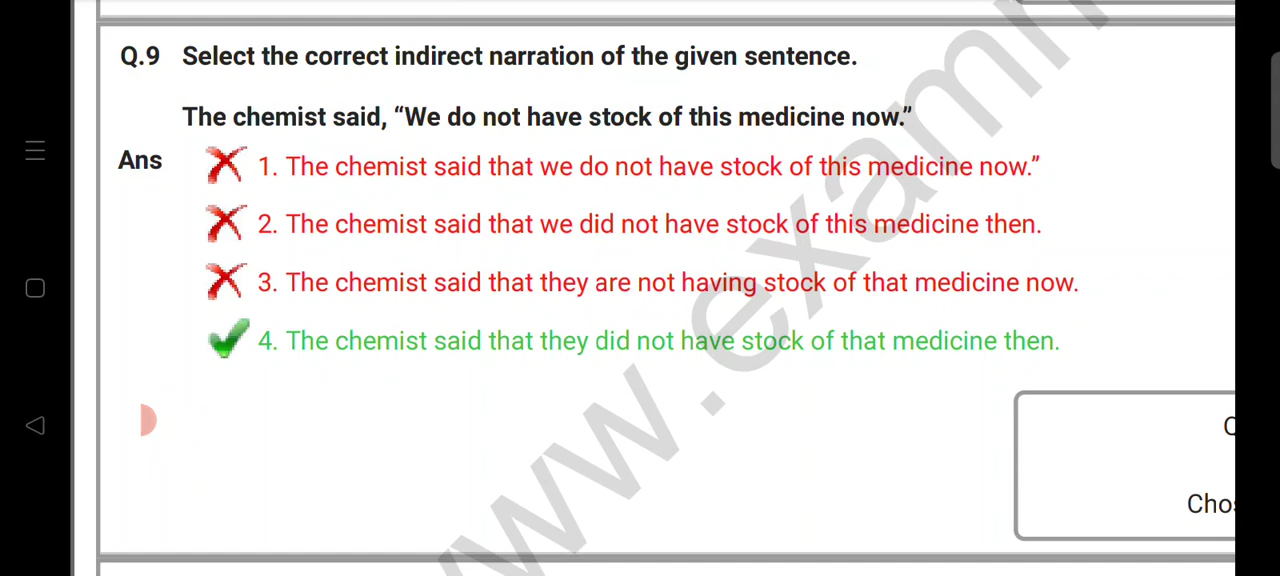 Q.9 Select the correct indirect narration of the given sentence.
The chemist said, “We do not have stock of this medicine now.”
Ans 1. The chemist said that we do not have stock of this medicine now.”
2. The chemist said that we did not have stock of this medicine then.
3. The chemist said that they are not having stock of that medicine now.
4. The chemist said that they did not have stock of that medicine then.